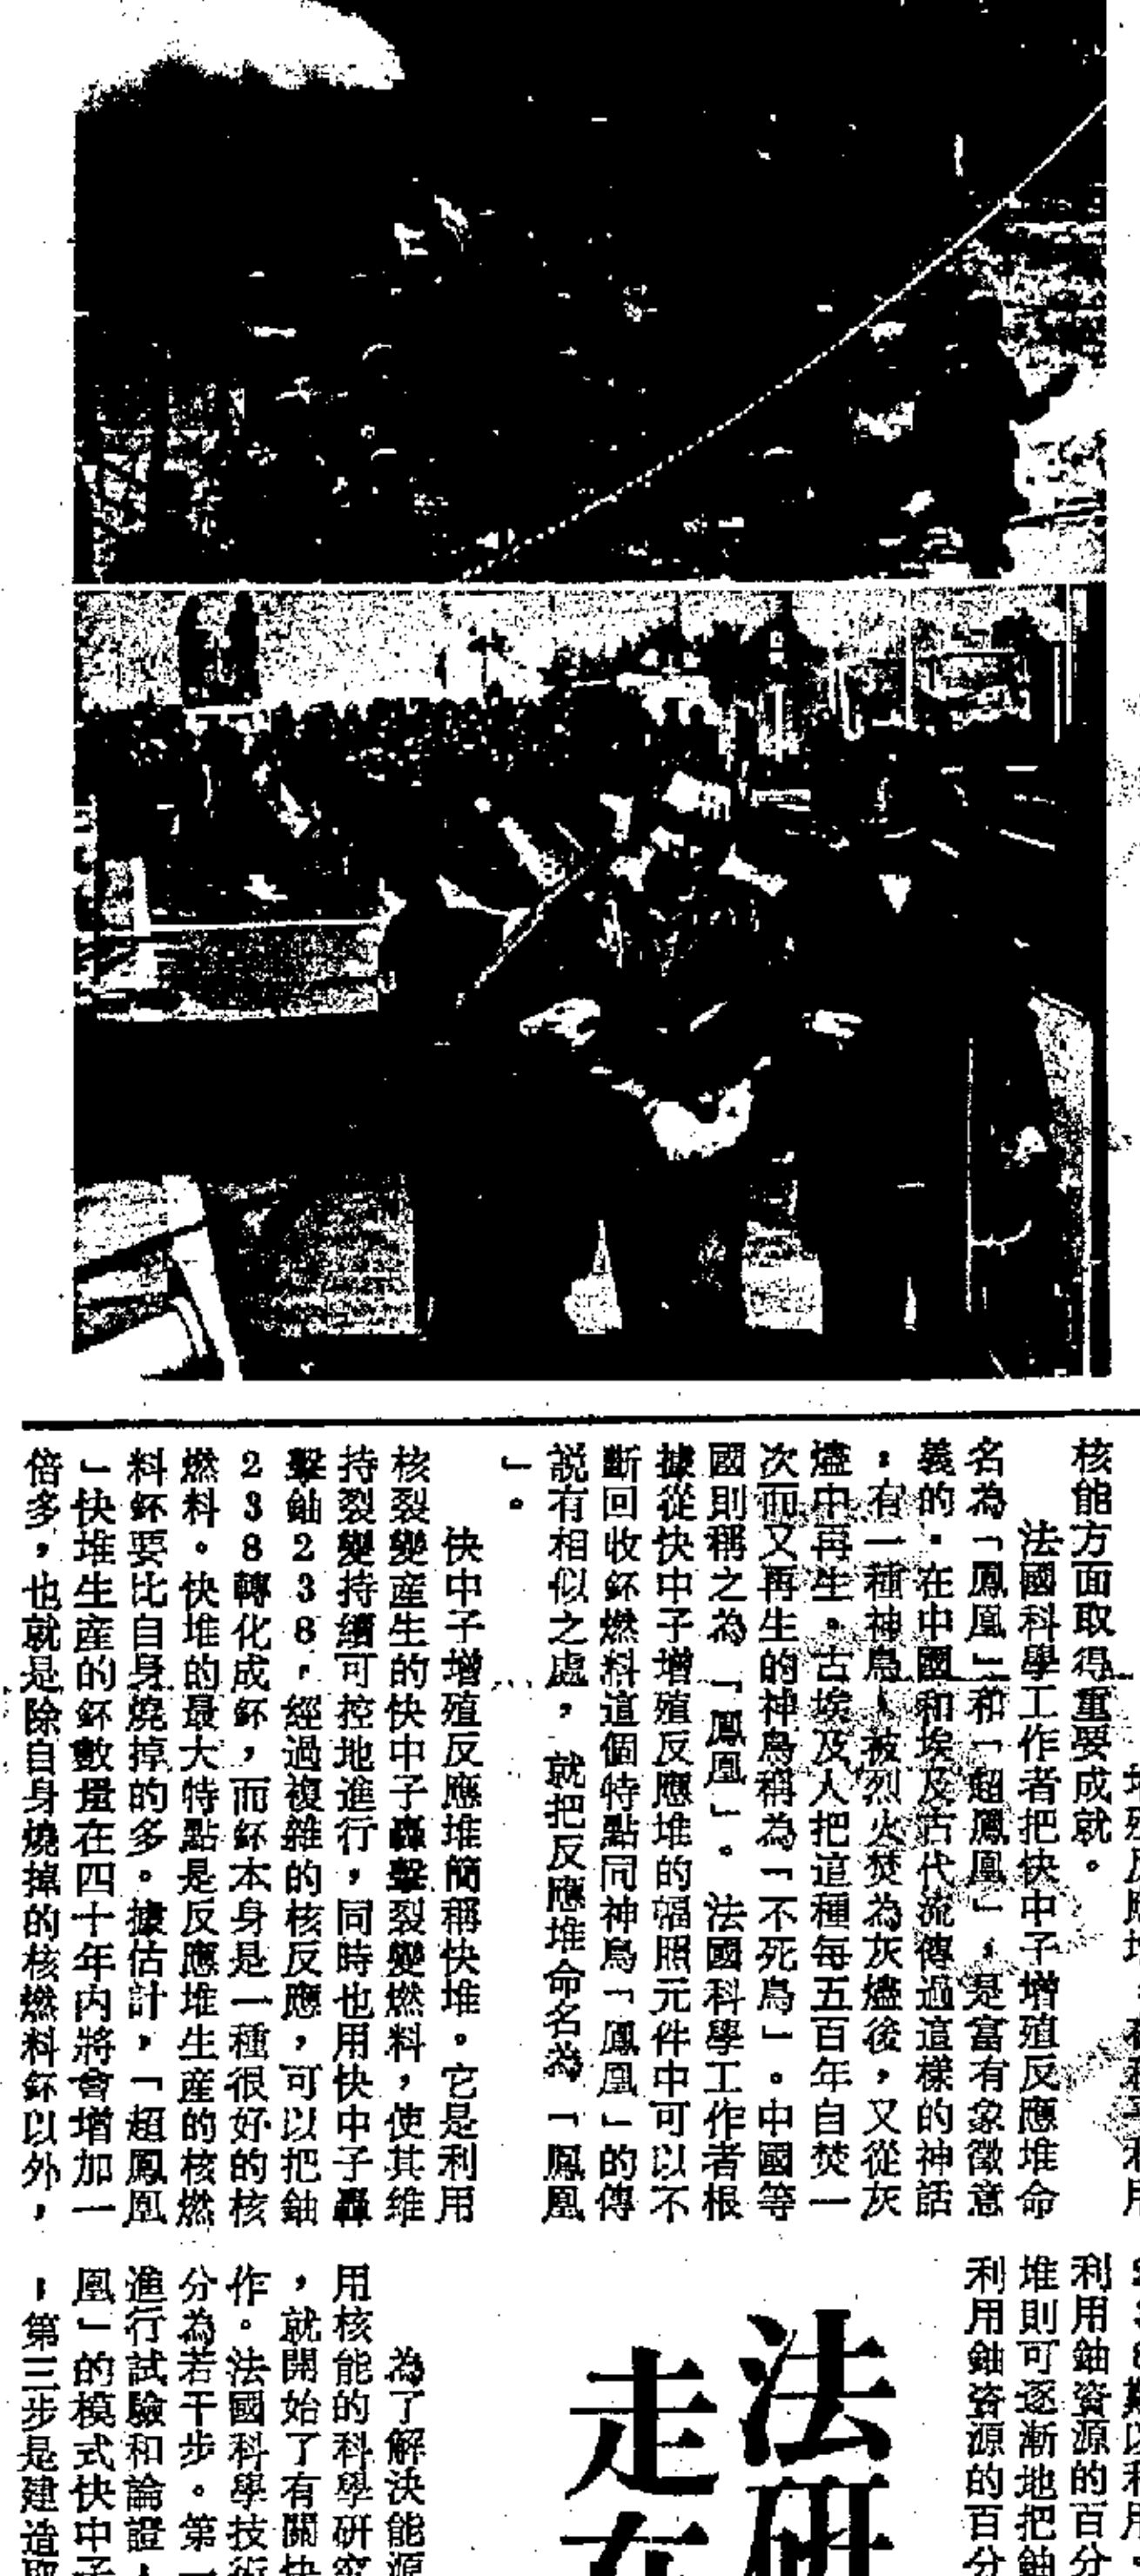 核能方面取得重要成就。
法國科學工作者把快中子增殖反應堆命
名為「鳳凰」和「超鳳凰」，是富有象徵意
義的。在中國和埃及古代流傳過這樣的神話
：有一種神鳥，被烈火焚為灰燼後，又從灰
燼中再生。古埃及人把這種每五百年自焚一
次而又再生的神鳥稱為「不死鳥」。中國等
國則稱之為「鳳凰」。法國科學工作者根
據從快中子增殖反應堆的輻照元件中可以不
斷回收鈈燃料這個特點同神鳥「鳳凰」的傳
説有相似之處，就把反應堆命名為「鳳凰
」。
快中子增殖反應堆簡稱快堆。它是利用
核裂變産生的快中子轟擊裂變燃料，使其維
持裂變持續可控地進行，同時也用快中子轟
擊鈾238，經過複雜的核反應，可以把鈾
238轉化成鈈，而鈈本身是一種很好的核
燃料。快堆的最大特點是反應堆生産的核燃
料鈈要比自身燒掉的多。據估計，「超鳳凰
」快堆生産的鈈數量在四十年內將會增加一
倍多，也就是除自身燒掉的核燃料鈈以外，
利用鈾資源的百分
堆則可逐漸地把鈾
利用鈾資源的百分
法研
走在
為了解決能源
用核能的科學研究
，就開始了有關快
作。法國科學技術
分為若干步。第一
進行試驗和論證
凰」的模式快中子
；第三步是建造